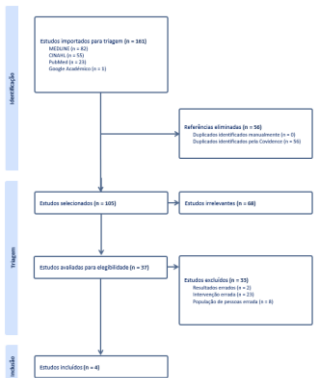 Identificação
Estudos importados para triagem (n = 161)
MEDLINE (n = 82)
CINAHL (n = 55)
PubMed (n = 23)
Google Académico (n = 1)
Referências eliminadas (n = 56)
Duplicados identificados manualmente (n = 0)
Duplicados identificados pela Covidence (n = 56)
Triagem
Estudos selecionados (n = 105)
Estudos irrelevantes (n = 68)
Estudos avaliados para elegibilidade (n = 37)
Estudos excluídos (n = 33)
Resultados errados (n = 2)
Intervenção errada (n = 23)
População de pessoas errada (n = 8)
Inclusão
Estudos incluídos (n = 4)